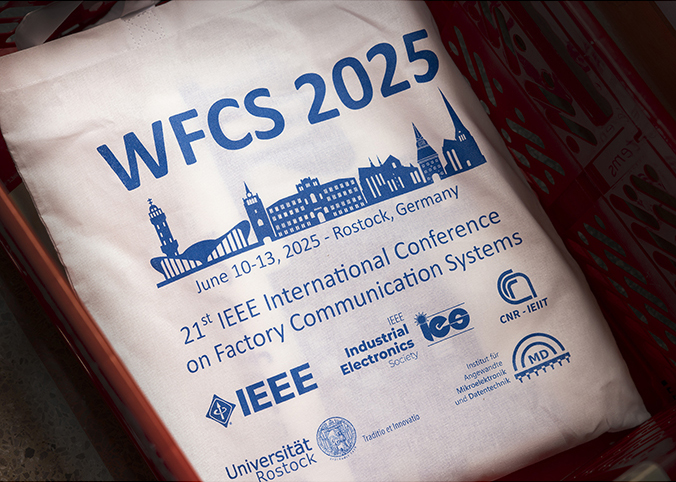 WFCS 2025
June 10-13, 2025 - Rostock, Germany
21st IEEE International Conference
on Factory Communication Systems
IEEE
IEEE
Industrial
Electronics
Society
ies
CNR - IEIIT
Institut für
Angewandte
Mikroelektronik
und Datentechnik
MD
Universität
Rostock
Traditio et Innovatio